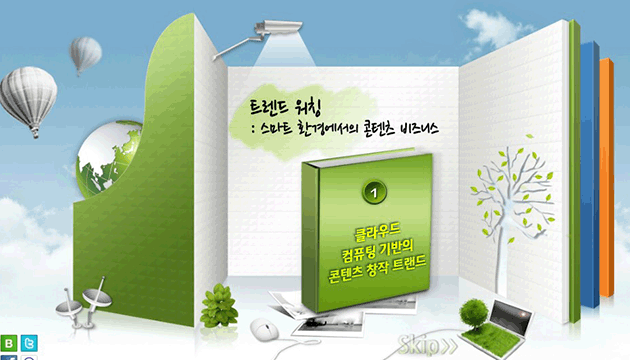 트렌드 워칭
: 스마트 환경에서의 콘텐츠 비즈니스
1
클라우드
컴퓨팅 기반의
콘텐츠 창작 트랜드
Skip>>
B
t
f